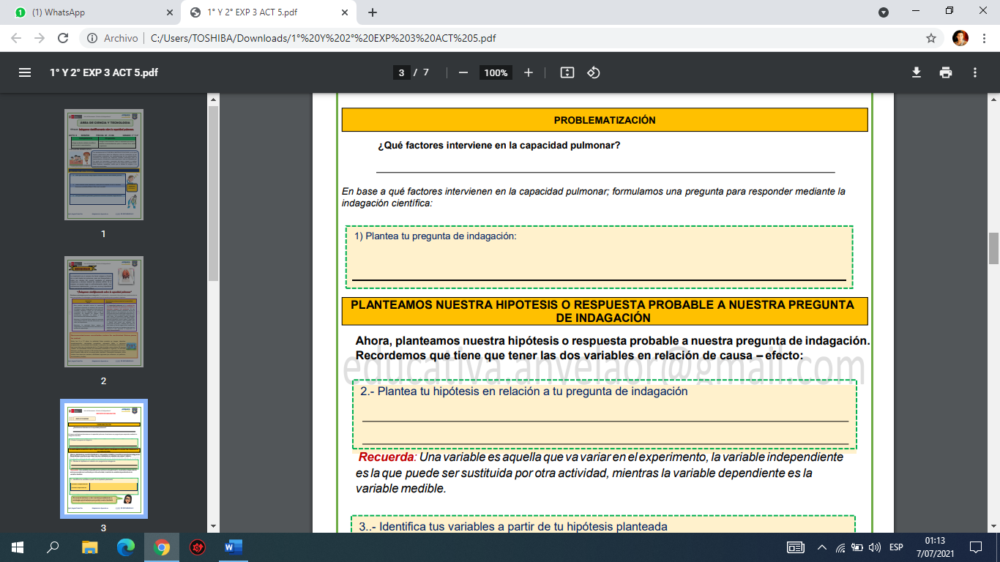 (1) WhatsApp
1° Y 2° EXP 3 ACT 5.pdf
Archivo
C:/Users/TOSHIBA/Downloads/1°%20Y%202°%20EXP%203%20ACT%205.pdf
1° Y 2° EXP 3 ACT 5.pdf
3 / 7
100%
1
2
3
PROBLEMATIZACIÓN
¿Qué factores interviene en la capacidad pulmonar?
En base a qué factores intervienen en la capacidad pulmonar; formulamos una pregunta para responder mediante la
indagación científica:
1) Plantea tu pregunta de indagación:
PLANTEAMOS NUESTRA HIPOTESIS O RESPUESTA PROBABLE A NUESTRA PREGUNTA
DE INDAGACIÓN
Ahora, planteamos nuestra hipótesis o respuesta probable a nuestra pregunta de indagación.
Recordemos que tiene que tener las dos variables en relación de causa – efecto:
educativa.anvelaor@gmail.com
2.- Plantea tu hipótesis en relación a tu pregunta de indagación
Recuerda: Una variable es aquella que va variar en el experimento, la variable independiente
es la que puede ser sustituida por otra actividad, mientras la variable dependiente es la
variable medible.
3..- Identifica tus variables a partir de tu hipótesis planteada
ESP
01:13
7/07/2021